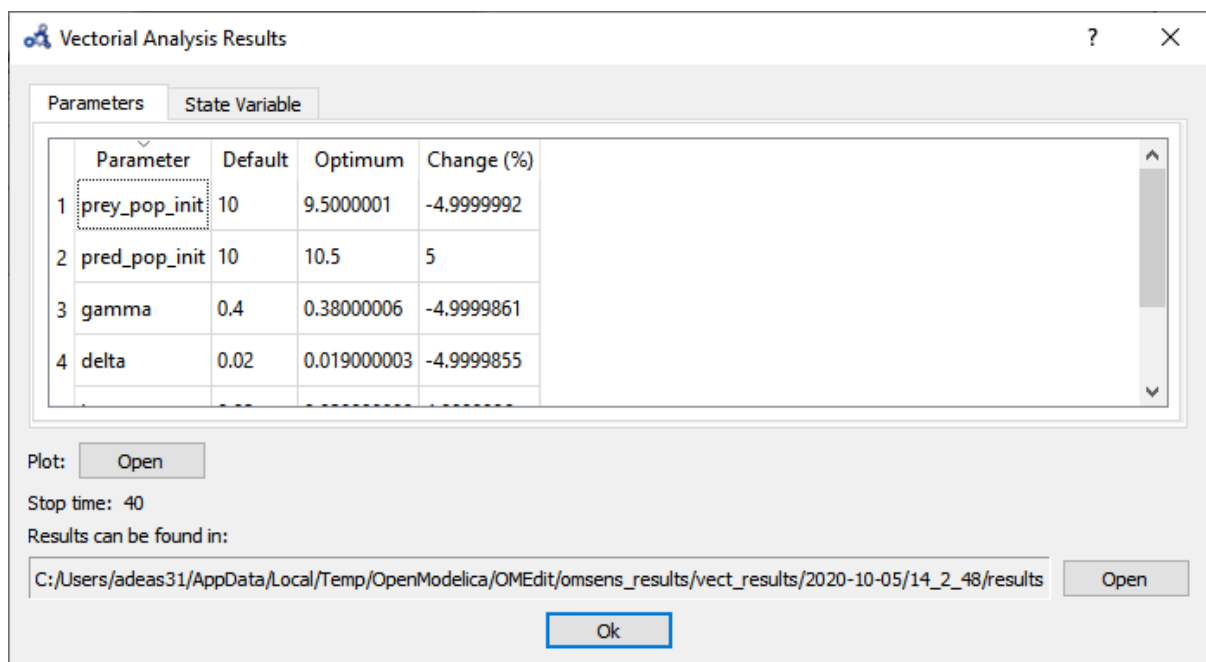 Vectorial Analysis Results ?
Parameters State Variable
Parameter Default Optimum Change (%)
1 prey_pop_init 10 9.5000001 -4.9999992
2 pred_pop_init 10 10.5 5
3 gamma 0.4 0.38000006 -4.9999861
4 delta 0.02 0.019000003 -4.9999855
Plot: Open
Stop time: 40
Results can be found in:
C:/Users/adeas31/AppData/Local/Temp/OpenModelica/OMEdit/omsens_results/vect_results/2020-10-05/14_2_48/results Open
Ok